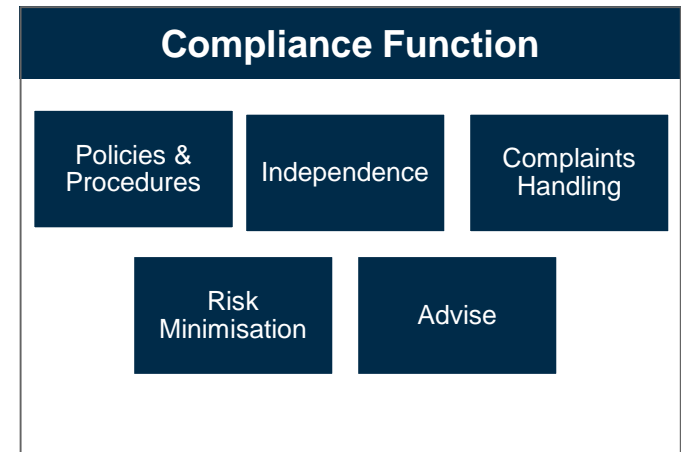 Compliance Function
Policies &
Procedures
Independence
Complaints
Handling
Risk
Minimisation
Advise